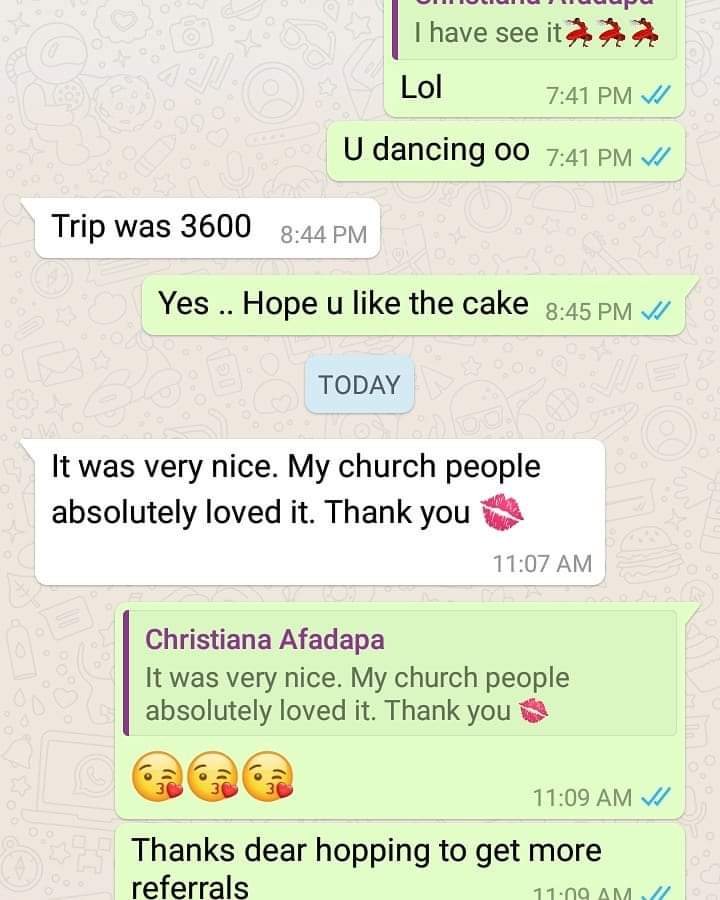 Christiana Afadapa
I have see it💃💃💃
Lol
7:41 PM
U dancing oo 7:41 PM
Trip was 3600 8:44 PM
Yes .. Hope u like the cake 8:45 PM
TODAY
It was very nice. My church people
absolutely loved it. Thank you 💋
11:07 AM
Christiana Afadapa
It was very nice. My church people
absolutely loved it. Thank you 💋
😘😘😘
11:09 AM
Thanks dear hopping to get more
referrals
11:09 AM